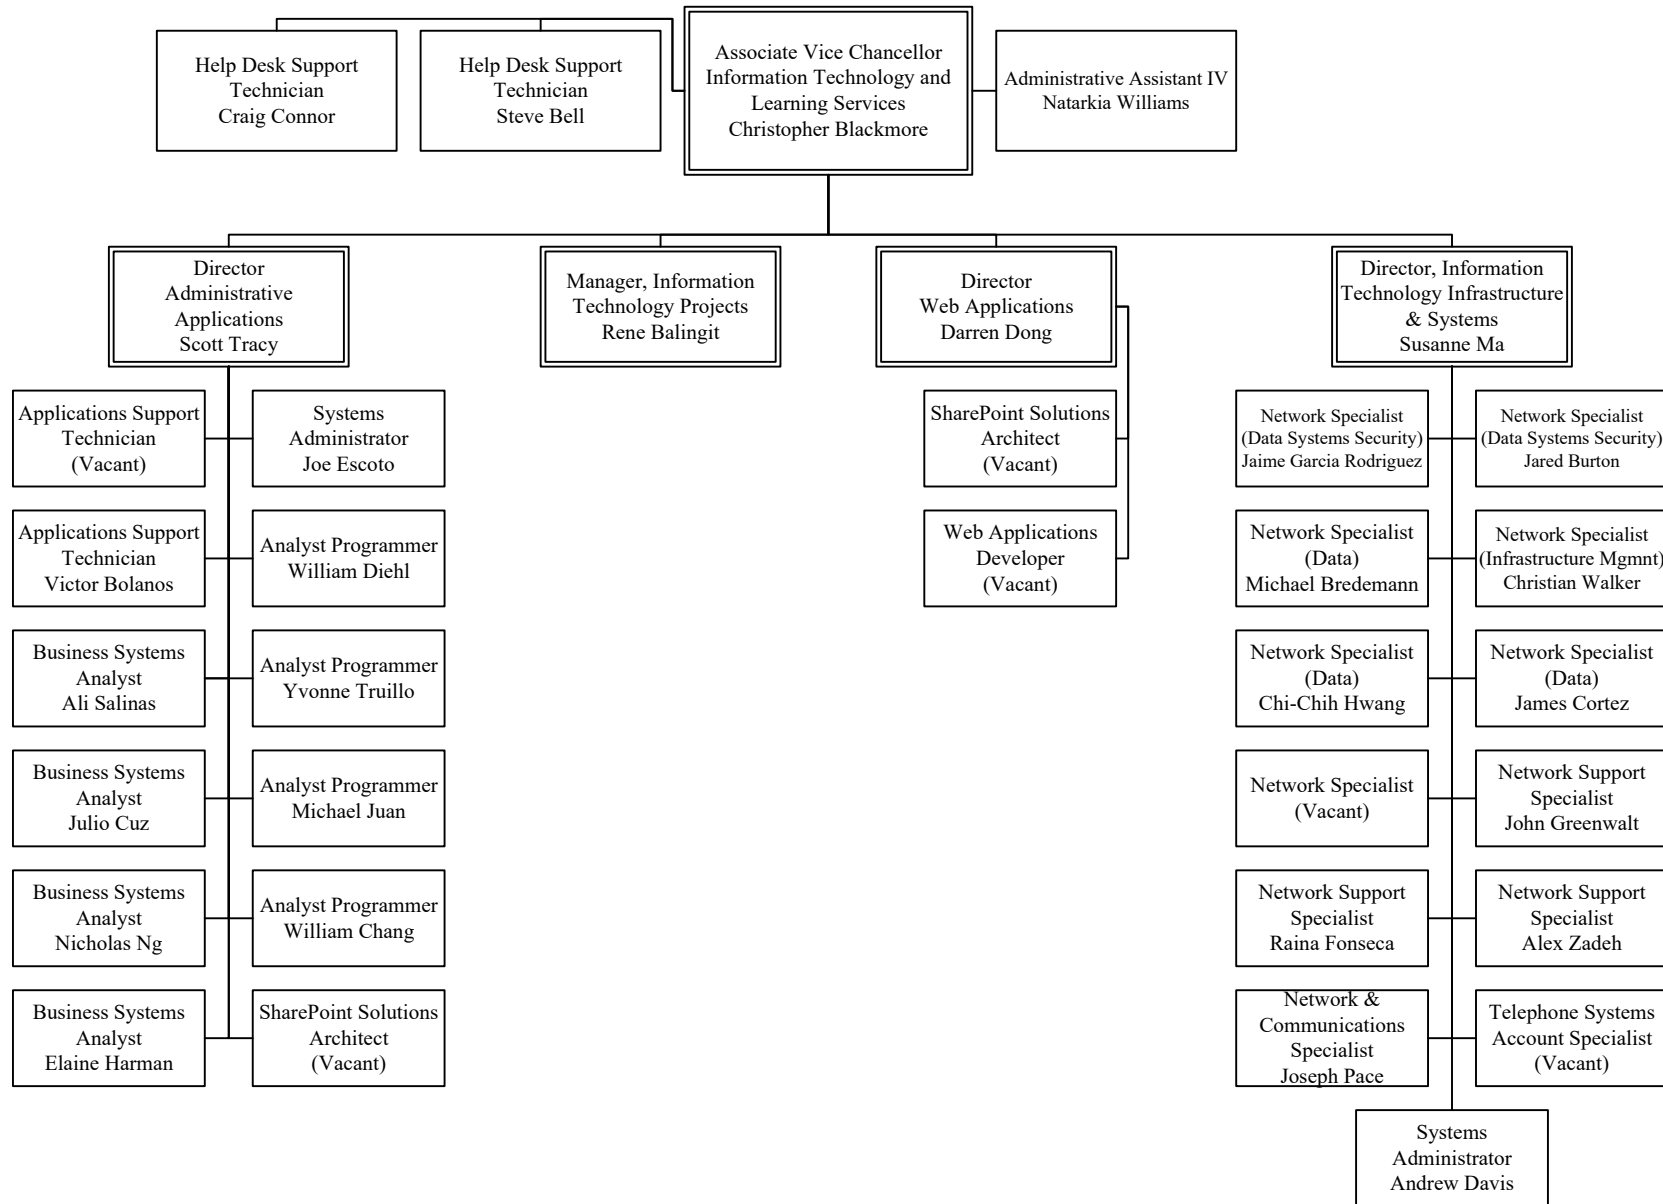 Help Desk Support
Technician
Craig Connor
Help Desk Support
Technician
Steve Bell
Associate Vice Chancellor
Information Technology and
Learning Services
Christopher Blackmore
Administrative Assistant IV
Natarkia Williams
Director
Administrative
Applications
Scott Tracy
Manager, Information
Technology Projects
Rene Balingit
Director
Web Applications
Darren Dong
Director, Information
Technology Infrastructure
& Systems
Susanne Ma
Applications Support
Technician
(Vacant)
Systems
Administrator
Joe Escoto
Applications Support
Technician
Victor Bolanos
Analyst Programmer
William Diehl
Business Systems
Analyst
Ali Salinas
Analyst Programmer
Yvonne Truillo
Business Systems
Analyst
Julio Cuz
Analyst Programmer
Michael Juan
Business Systems
Analyst
Nicholas Ng
Analyst Programmer
William Chang
Business Systems
Analyst
Elaine Harman
SharePoint Solutions
Architect
(Vacant)
SharePoint Solutions
Architect
(Vacant)
Web Applications
Developer
(Vacant)
Network Specialist
(Data Systems Security)
Jaime Garcia Rodriguez
Network Specialist
(Data Systems Security)
Jared Burton
Network Specialist
(Data)
Michael Bredemann
Network Specialist
(Infrastructure Mgmnt)
Christian Walker
Network Specialist
(Data)
Chi-Chih Hwang
Network Specialist
(Data)
James Cortez
Network Specialist
(Vacant)
Network Support
Specialist
John Greenwalt
Network Support
Specialist
Raina Fonseca
Network Support
Specialist
Alex Zadeh
Network &
Communications
Specialist
Joseph Pace
Telephone Systems
Account Specialist
(Vacant)
Systems
Administrator
Andrew Davis